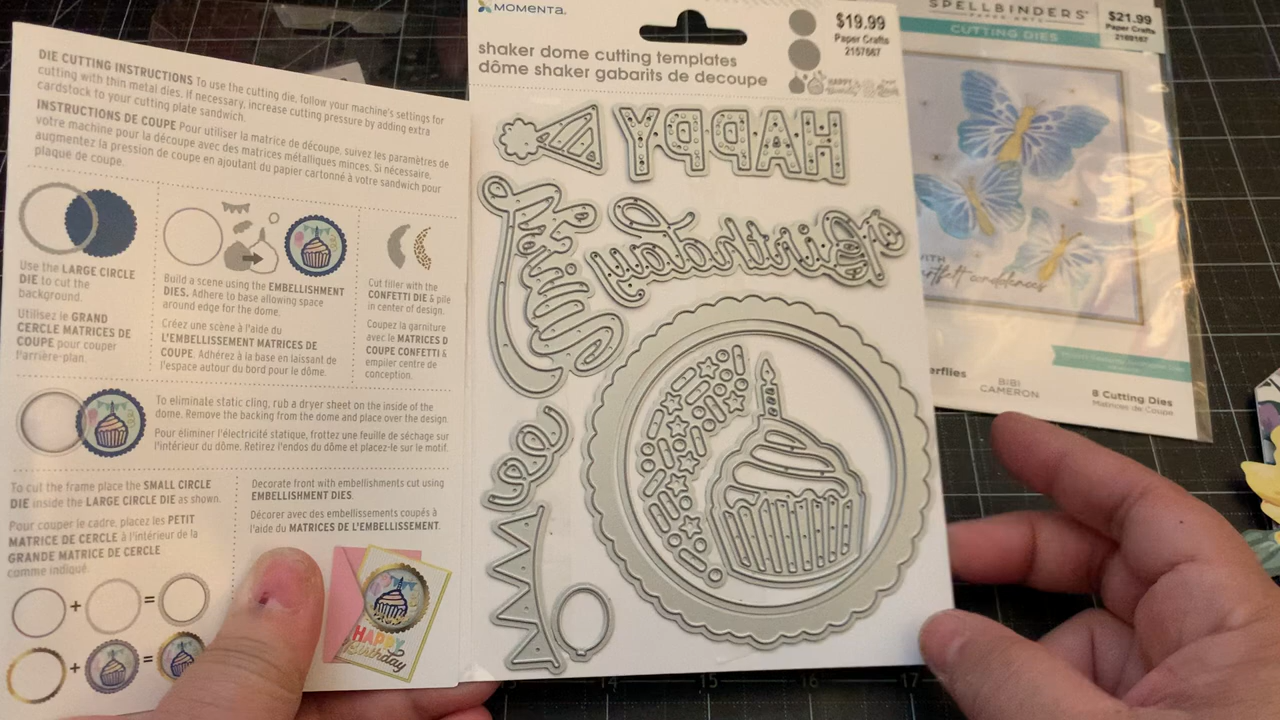 DIE CUTTING INSTRUCTIONS To use the cutting die, follow your machine's settings for
cutting with thin metal dies. If necessary, increase cutting pressure by adding extra
cardstock to your cutting plate sandwich.
INSTRUCTIONS DE COUPE Pour utiliser la matrice de découpe, suivez les paramètres de
votre machine pour la découpe avec des matrices métalliques minces. Si nécessaire,
augmentez la pression de coupe en ajoutant du papier cartonné à votre sandwich pour
plaque de coupe.
Use the LARGE CIRCLE
DIE to cut the
background.
Utilisez le GRAND
CERCLE MATRICES DE
COUPE pour couper
l'arrière-plan.
Build a scene using the EMBELLISHMENT
DIES. Adhere to base allowing space
around edge for the dome.
Créez une scène à l'aide du
L'EMBELLISSEMENT MATRICES DE
COUPE. Adhérez à la base en laissant de
l'espace autour du bord pour le dôme.
Cut filler with the
CONFETTI DIE & pile
in center of design.
Coupez la garniture
avec le MATRICES D
COUPE CONFETTI &
empiler centre de
conception.
To eliminate static cling, rub a dryer sheet on the inside of the
dome. Remove the backing from the dome and place over the design.
Pour éliminer l'électricité statique, frottez une feuille de séchage sur
l'intérieur du dôme. Retirez l'endos du dôme et placez-le sur le motif.
To cut the frame place the SMALL CIRCLE
DIE inside the LARGE CIRCLE DIE as shown.
Pour couper le cadre, placez les PETIT
MATRICE DE CERCLE à l'intérieur de la
GRANDE MATRICE DE CERCLE
comme indiqué.
+ =
+ =
Decorate front with embellishments cut using
EMBELLISHMENT DIES.
Décorer avec des embellissements coupés à
l'aide du MATRICES DE L'EMBELLISSEMENT.
HAPPY
Birthday
MOMENTA
$19.99
Paper Crafts
2157667
shaker dome cutting templates
dôme shaker gabarits de decoupe
HAPPY
Birthday
SPELLBINDERS
PAPER ARTS
CUTTING DIES
$21.99
Paper Crafts
2188167
WITH
heartfelt confidences
erflies
BIBI
CAMERON
8 Cutting Dies
Matrices de Coupe
15
16
17